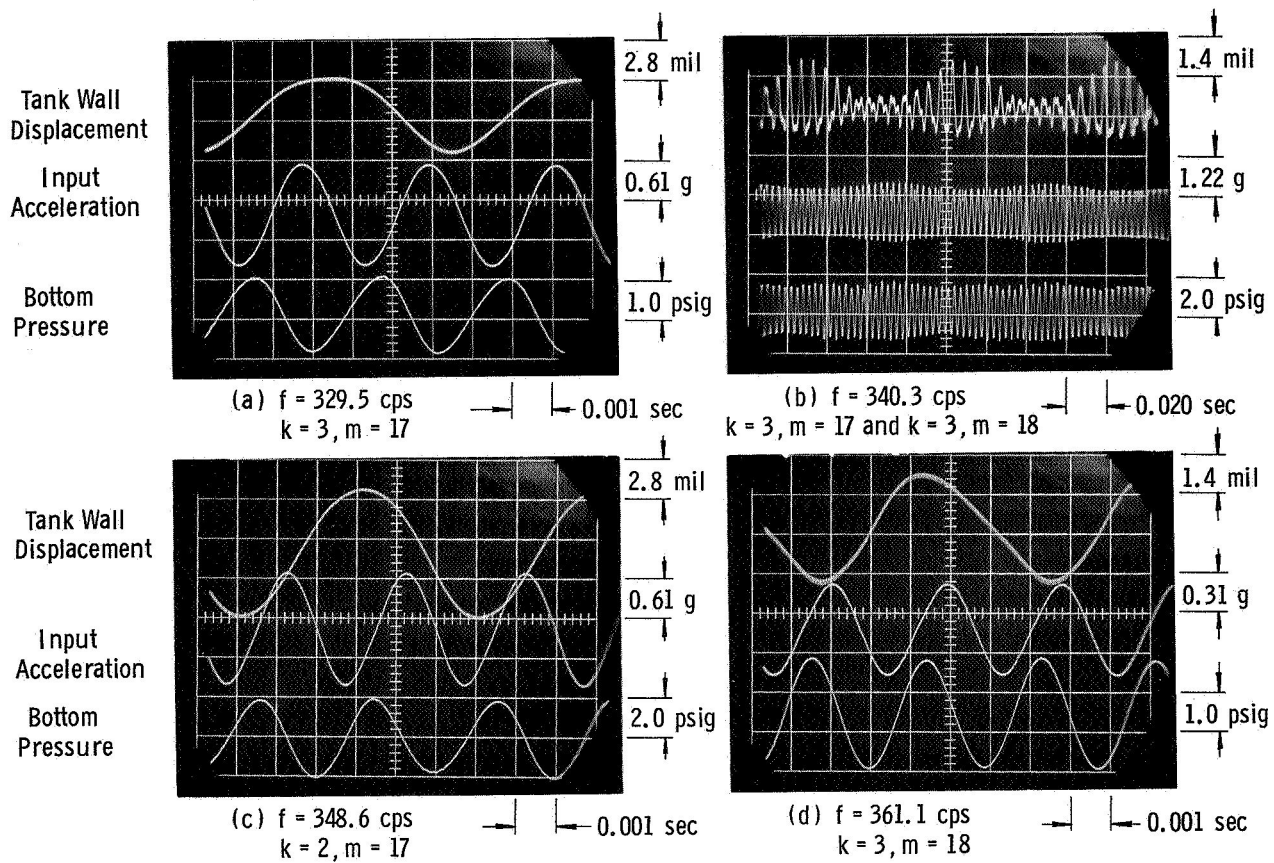 2.8 mil
Tank Wall
Displacement
Input
Acceleration
0.61 g
Bottom
Pressure
1.0 psig
(a) f = 329.5 cps
k = 3, m = 17
0.001 sec
1.4 mil
1.22 g
2.0 psig
(b) f = 340.3 cps
k = 3, m = 17 and k = 3, m = 18
0.020 sec
2.8 mil
Tank Wall
Displacement
0.61 g
Input
Acceleration
Bottom
Pressure
2.0 psig
(c) f = 348.6 cps
k = 2, m = 17
0.001 sec
1.4 mil
0.31 g
1.0 psig
(d) f = 361.1 cps
k = 3, m = 18
0.001 sec